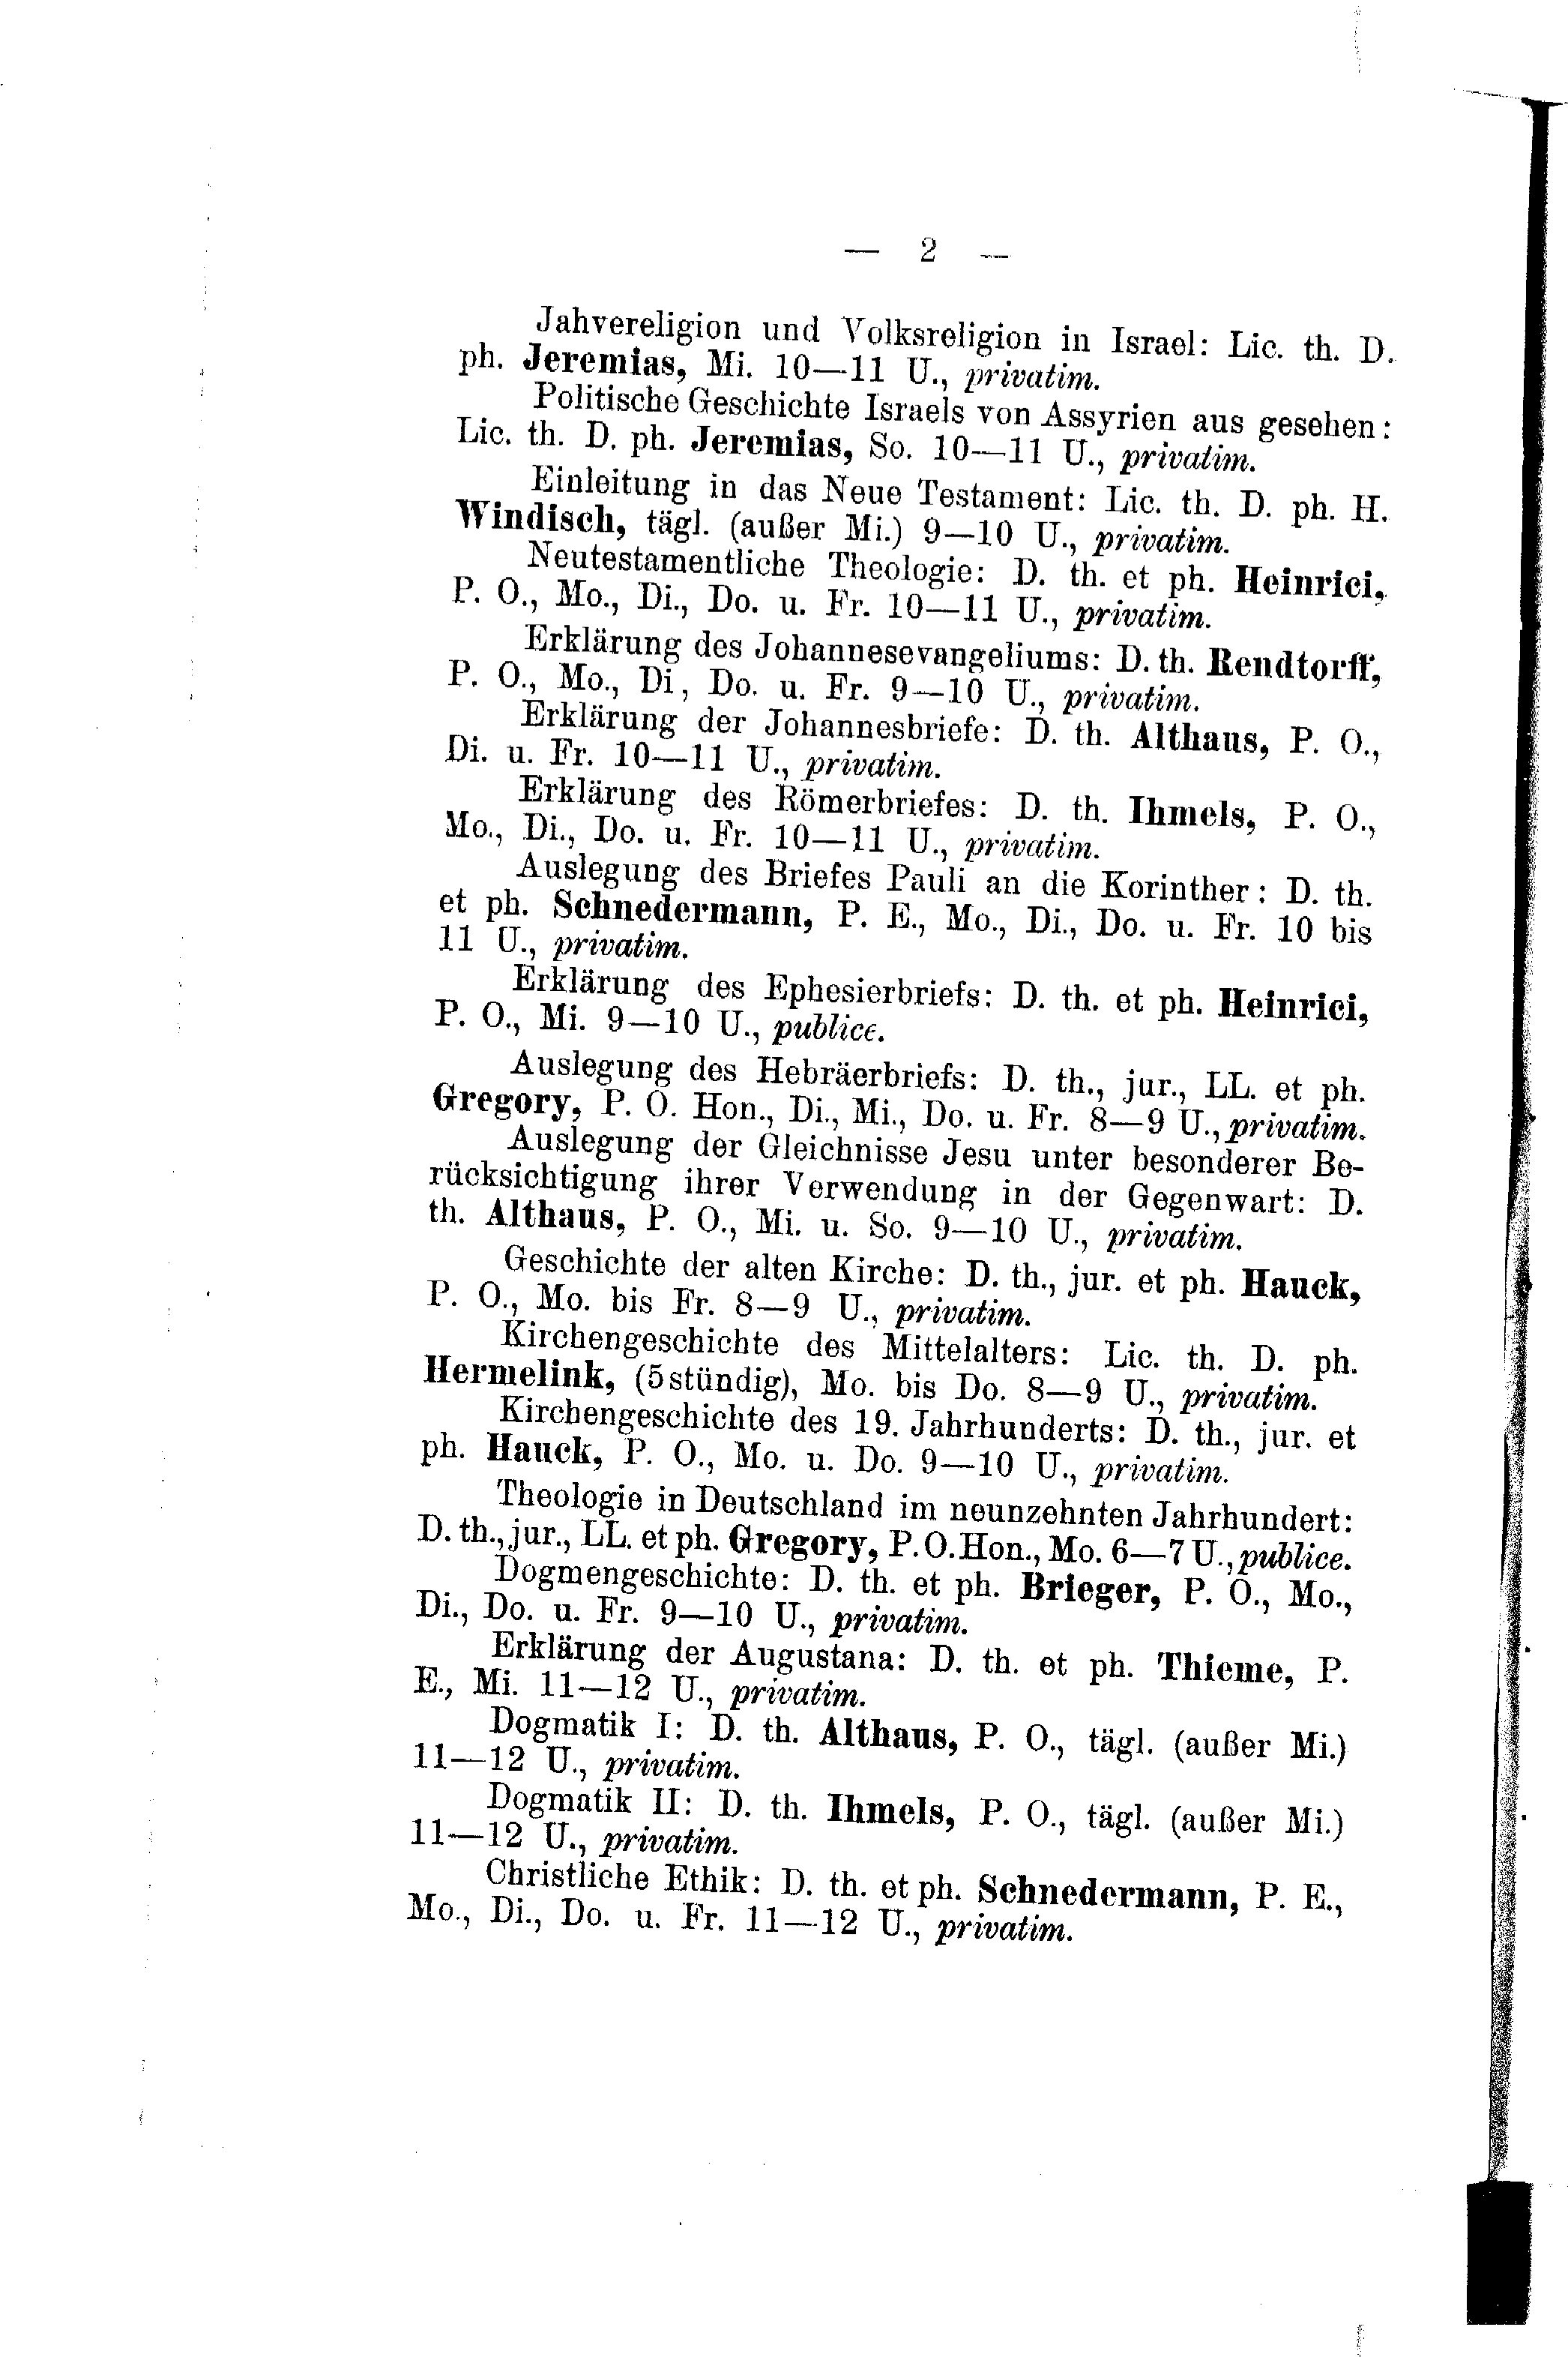 — 2 —
Jahvereligion und Volksreligion in Israel: Lic. th. D.
ph. Jeremias, Mi. 10—11 U., privatim.
Politische Geschichte Israels von Assyrien aus gesehen:
Lic. th. D. ph. Jeremias, So. 10—11 U., privatim.
Einleitung in das Neue Testament: Lic. th. D. ph. H.
Windisch, tägl. (außer Mi.) 9—10 U., privatim.
Neutestamentliche Theologie: D. th. et ph. Heinrici,
P. O., Mo., Di., Do. u. Fr. 10—11 U., privatim.
Erklärung des Johannesevangeliums: D. th. Rendtorff,
P. O., Mo., Di, Do. u. Fr. 9—10 U., privatim.
Erklärung der Johannesbriefe: D. th. Althaus, P. O.,
Di. u. Fr. 10—11 U., privatim.
Erklärung des Römerbriefes: D. th. Ihmels, P. O.,
Mo., Di., Do. u. Fr. 10—11 U., privatim.
Auslegung des Briefes Pauli an die Korinther: D. th.
et ph. Schnedermann, P. E., Mo., Di., Do. u. Fr. 10 bis
11 U., privatim.
Erklärung des Ephesierbriefs: D. th. et ph. Heinrici,
P. O., Mi. 9—10 U., publice.
Auslegung des Hebräerbriefs: D. th., jur., LL. et ph.
Gregory, P. O. Hon., Di., Mi., Do. u. Fr. 8—9 U., privatim.
Auslegung der Gleichnisse Jesu unter besonderer Be-
rücksichtigung ihrer Verwendung in der Gegenwart: D.
th. Althaus, P. O., Mi. u. So. 9—10 U., privatim.
Geschichte der alten Kirche: D. th., jur. et ph. Hauck,
P. O., Mo. bis Fr. 8—9 U., privatim.
Kirchengeschichte des Mittelalters: Lic. th. D. ph.
Hermelink, (5stündig), Mo. bis Do. 8—9 U., privatim.
Kirchengeschichte des 19. Jahrhunderts: D. th., jur. et
ph. Hauck, P. O., Mo. u. Do. 9—10 U., privatim.
Theologie in Deutschland im neunzehnten Jahrhundert:
D. th., jur., LL. et ph. Gregory, P. O. Hon., Mo. 6—7 U., publice.
Dogmengeschichte: D. th. et ph. Brieger, P. O., Mo.,
Di., Do. u. Fr. 9—10 U., privatim.
Erklärung der Augustana: D. th. et ph. Thieme, P.
E., Mi. 11—12 U., privatim.
Dogmatik I: D. th. Althaus, P. O., tägl. (außer Mi.)
11—12 U., privatim.
Dogmatik II: D. th. Ihmels, P. O., tägl. (außer Mi.)
11—12 U., privatim.
Christliche Ethik: D. th. et ph. Schnedermann, P. E.,
Mo., Di., Do. u. Fr. 11—12 U., privatim.